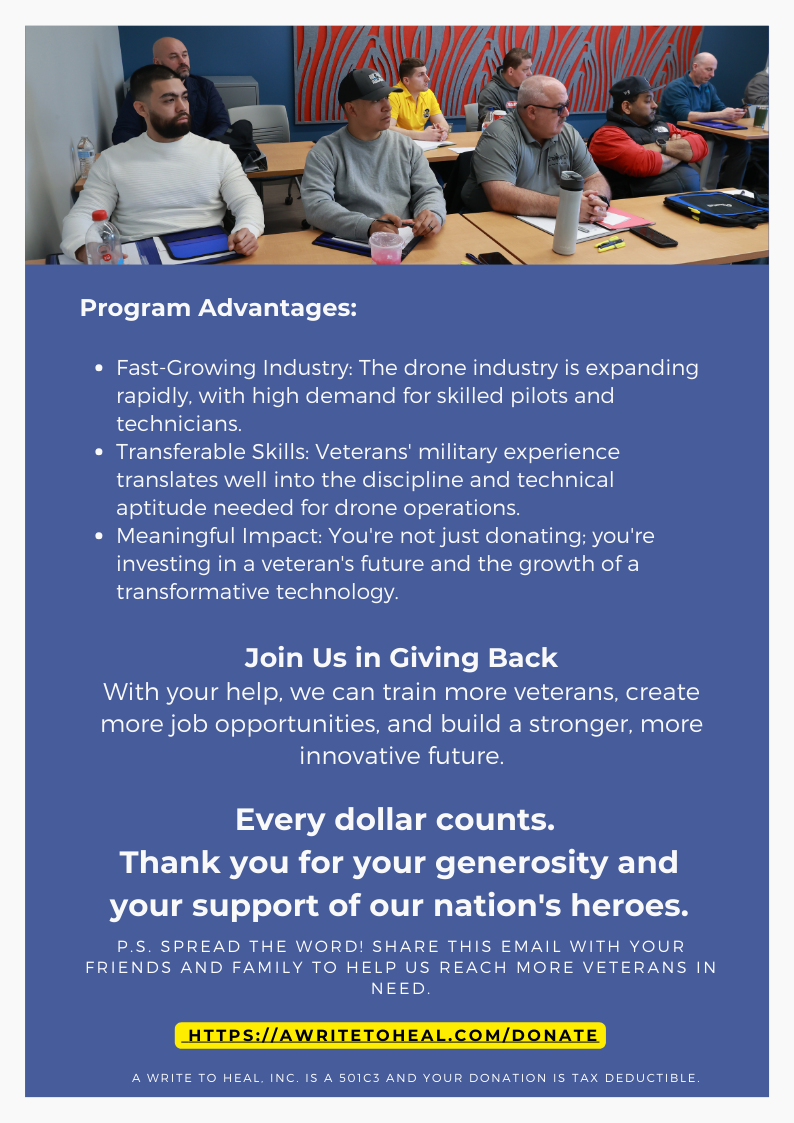 Program Advantages:
• Fast-Growing Industry: The drone industry is expanding
rapidly, with high demand for skilled pilots and
technicians.
• Transferable Skills: Veterans' military experience
translates well into the discipline and technical
aptitude needed for drone operations.
• Meaningful Impact: You're not just donating; you're
investing in a veteran's future and the growth of a
transformative technology.
Join Us in Giving Back
With your help, we can train more veterans, create
more job opportunities, and build a stronger, more
innovative future.
Every dollar counts.
Thank you for your generosity and
your support of our nation's heroes.
P.S. SPREAD THE WORD! SHARE THIS EMAIL WITH YOUR
FRIENDS AND FAMILY TO HELP US REACH MORE VETERANS IN
NEED.
HTTPS://AWRITETOHEAL.COM/DONATE
A WRITE TO HEAL, INC. IS A 501C3 AND YOUR DONATION IS TAX DEDUCTIBLE.